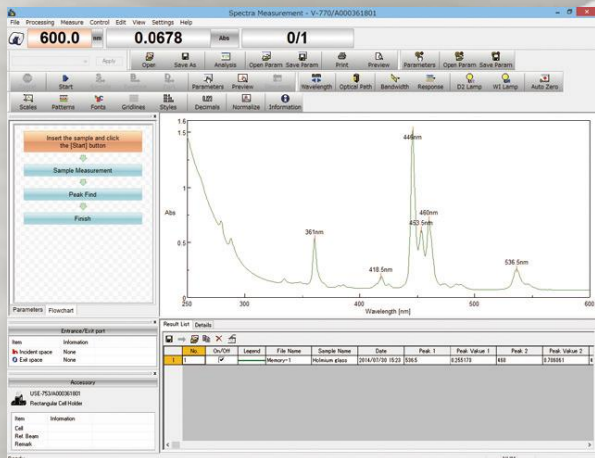 Spectra Measurement - V-770/A000361801
File Processing Measure Control Edit View Settings Help
600.0 nm 0.0678 Abs 0/1
Apply Open Save As Analysis Open Param Save Param Print Preview Parameters Open Param Save Param
Start Parameters Preview Wavelength Optical Path Bandwidth Response D2 Lamp WI Lamp Auto Zero
Scales Patterns Fonts Gridlines Styles Decimals Normalize Information
Insert the sample and click
the [Start] button
Sample Measurement
Peak Find
Finish
Parameters Flowchart
1.6
1.5
1
0.5
0
Abs
446nm
361nm
418.5nm
453.5nm
460nm
536.5nm
250 300 400 500 600
Wavelength [nm]
Entrance/Exit port
Item Information
In Incident space None
O Exit space None
Accessory
USE-753/A000361801
Rectangular Cell Holder
Item Information
Cell
Ref. Beam
Remark
Result List Details
No. On/Off Legend File Name Sample Name Date Peak 1 Peak Value 1 Peak 2 Peak Value 2
1 1 Memory-1 Holmium glass 2014/07/30 15:23 536.5 0.255173 460